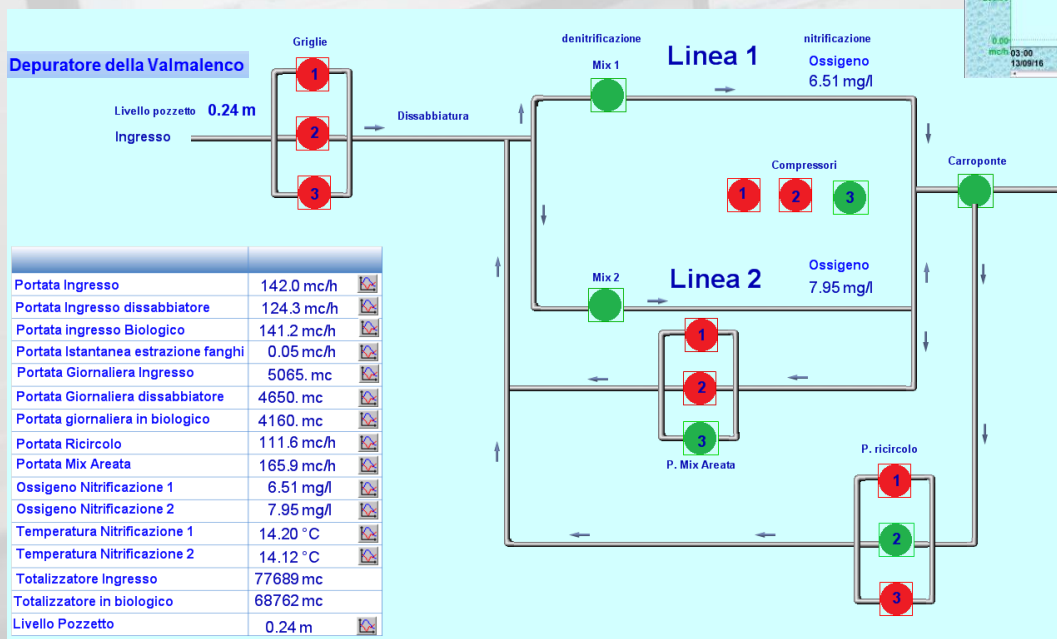 Depuratore della Valmalenco
Griglie
1
2
3
Livello pozzetto 0.24 m
Ingresso
Dissabbiatura
denitrificazione
Mix 1
Linea 1
nitrificazione
Ossigeno
6.51 mg/l
0.00
mc/h
03:00
13/09/16
Compressori
1 2 3
Carroponte
Mix 2
Linea 2
Ossigeno
7.95 mg/l
1
2
3
P. Mix Areata
P. ricircolo
1
2
3
Portata Ingresso 142.0 mc/h
Portata Ingresso dissabbiatore 124.3 mc/h
Portata ingresso Biologico 141.2 mc/h
Portata Istantanea estrazione fanghi 0.05 mc/h
Portata Giornaliera Ingresso 5065. mc
Portata Giornaliera dissabbiatore 4650. mc
Portata giornaliera in biologico 4160. mc
Portata Ricircolo 111.6 mc/h
Portata Mix Areata 165.9 mc/h
Ossigeno Nitrificazione 1 6.51 mg/l
Ossigeno Nitrificazione 2 7.95 mg/l
Temperatura Nitrificazione 1 14.20 °C
Temperatura Nitrificazione 2 14.12 °C
Totalizzatore Ingresso 77689 mc
Totalizzatore in biologico 68762 mc
Livello Pozzetto 0.24 m